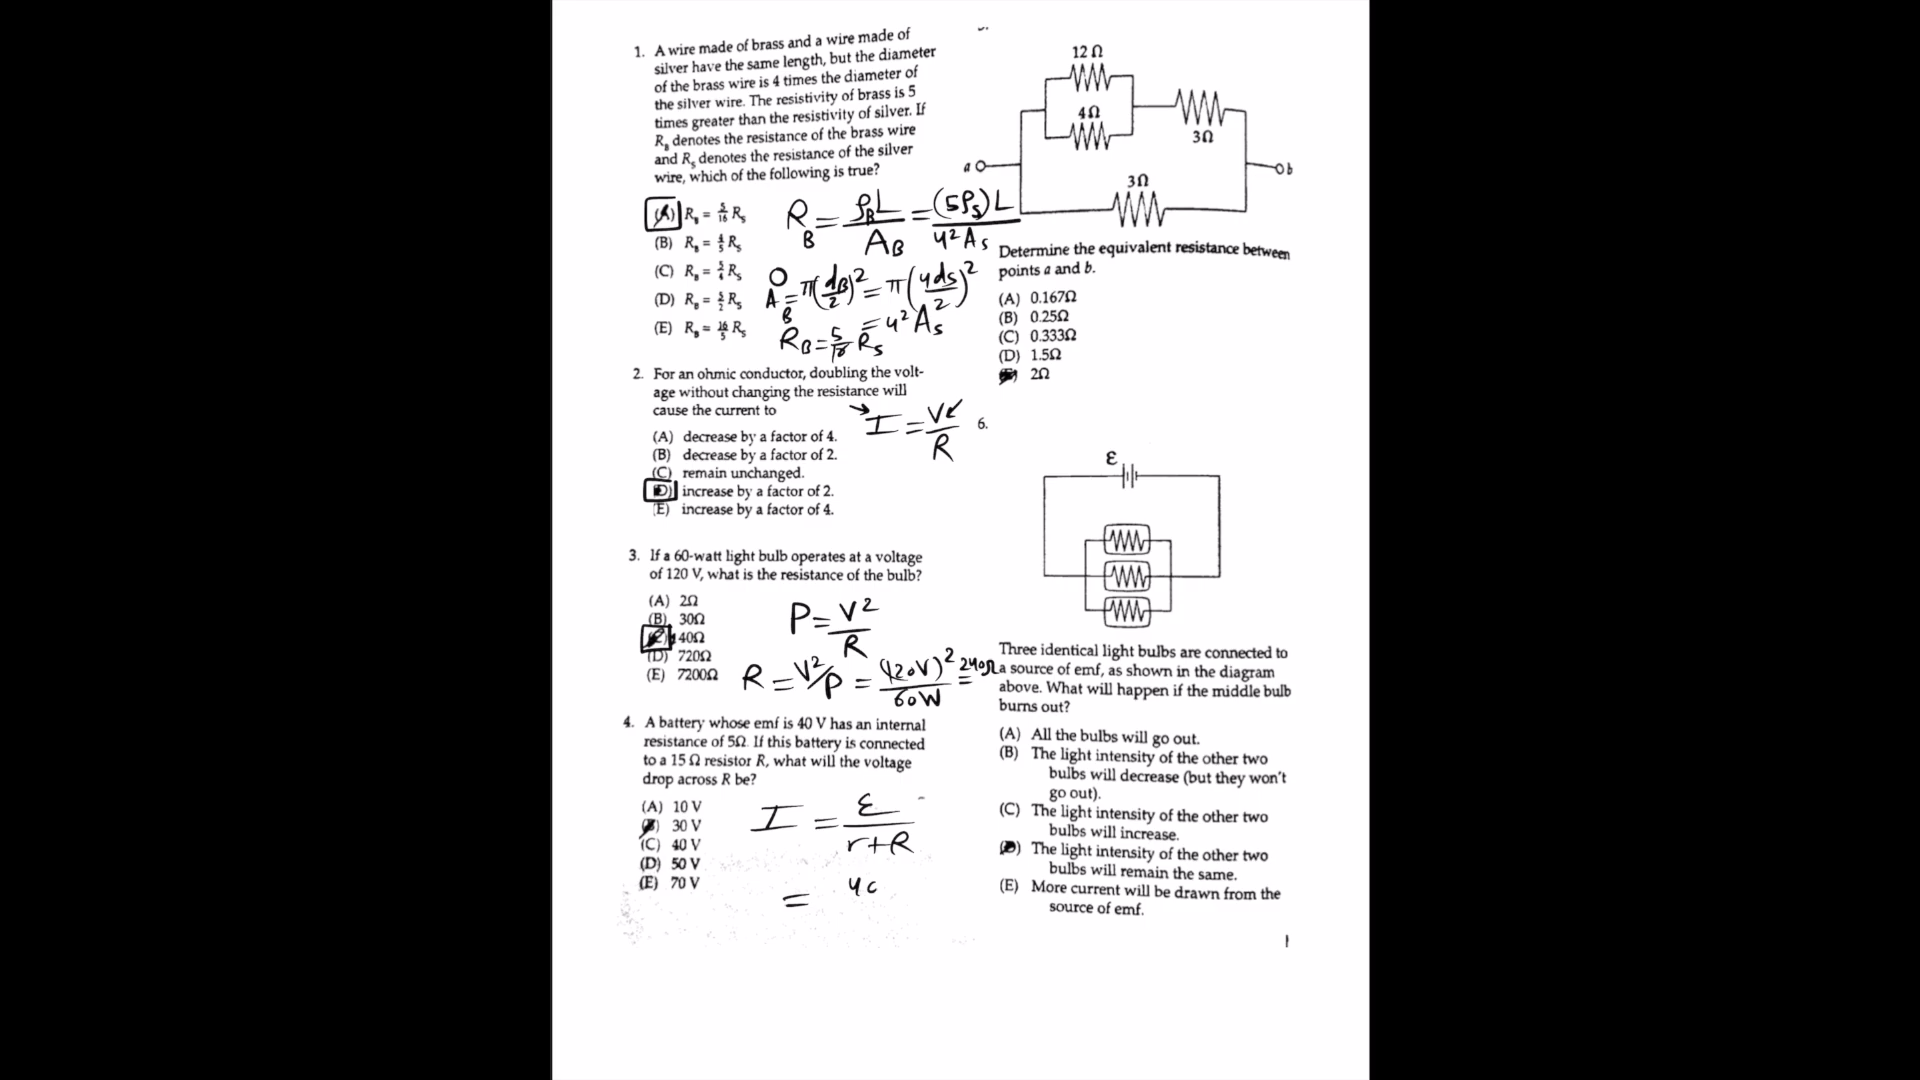 1. A wire made of brass and a wire made of
silver have the same length, but the diameter
of the brass wire is 4 times the diameter of
the silver wire. The resistivity of brass is 5
times greater than the resistivity of silver. If
R_B denotes the resistance of the brass wire
and R_S denotes the resistance of the silver
wire, which of the following is true?
(A) R_B = 5/16 R_S
(B) R_B = 4/5 R_S
(C) R_B = 5/4 R_S
(D) R_B = 5/2 R_S
(E) R_B = 16/5 R_S
R_B = ρ_B L / A_B = (5ρ_S) L / 4² A_S
A_B = π(d_B/2)² = π(4d_S/2)²
= 4² A_S
R_B = 5/16 R_S
2. For an ohmic conductor, doubling the volt-
age without changing the resistance will
cause the current to
(A) decrease by a factor of 4.
(B) decrease by a factor of 2.
(C) remain unchanged.
(D) increase by a factor of 2.
(E) increase by a factor of 4.
I = V/R
3. If a 60-watt light bulb operates at a voltage
of 120 V, what is the resistance of the bulb?
(A) 2Ω
(B) 30Ω
40Ω
(D) 720Ω
(E) 7200Ω
P = V²/R
R = V²/P = (120V)²/60W = 240Ω
4. A battery whose emf is 40 V has an internal
resistance of 5Ω. If this battery is connected
to a 15 Ω resistor R, what will the voltage
drop across R be?
(A) 10 V
(B) 30 V
(C) 40 V
(D) 50 V
(E) 70 V
I = ε/r+R
= 4
12 Ω
4Ω
3Ω
a
b
3Ω
Determine the equivalent resistance between
points a and b.
(A) 0.167Ω
(B) 0.25Ω
(C) 0.333Ω
(D) 1.5Ω
2Ω
6.
ε
Three identical light bulbs are connected to
a source of emf, as shown in the diagram
above. What will happen if the middle bulb
burns out?
(A) All the bulbs will go out.
(B) The light intensity of the other two
bulbs will decrease (but they won't
go out).
(C) The light intensity of the other two
bulbs will increase.
(D) The light intensity of the other two
bulbs will remain the same.
(E) More current will be drawn from the
source of emf.